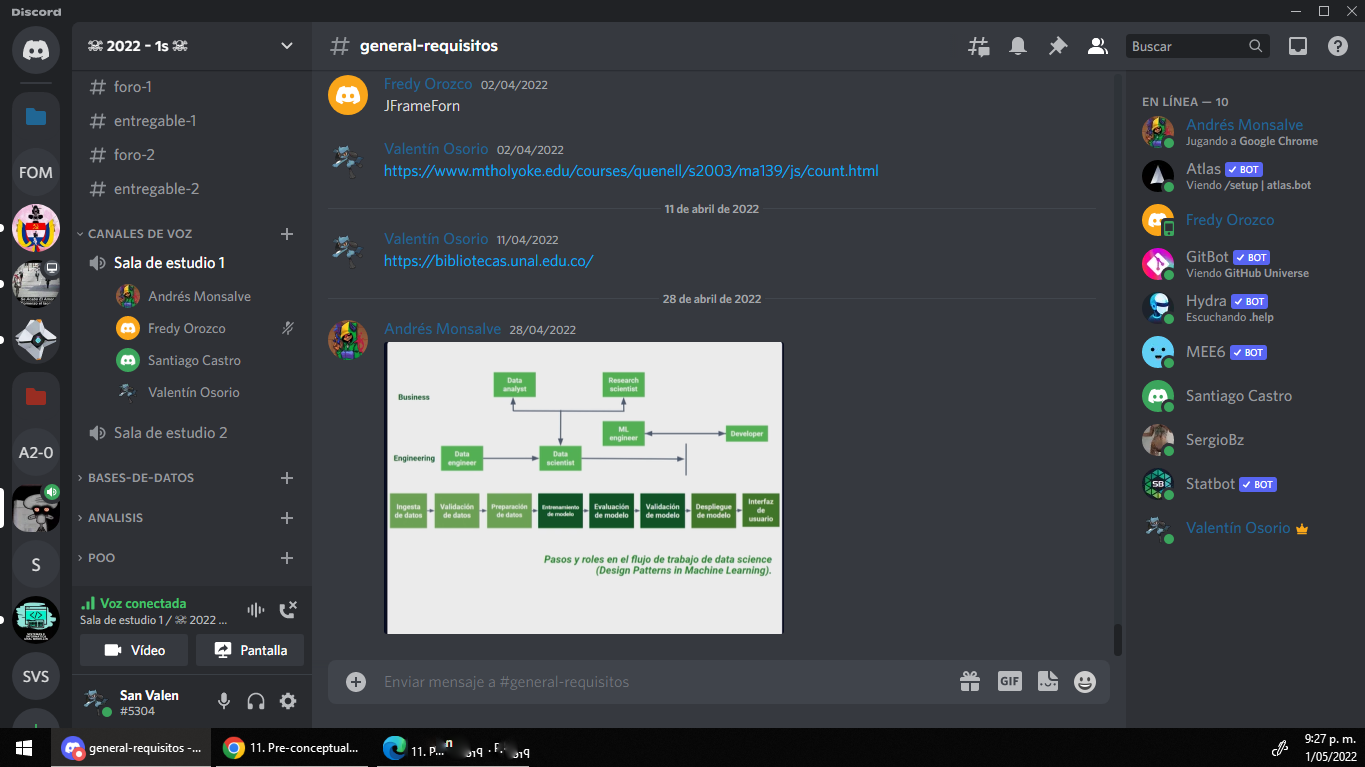 Discord
☠ 2022 - 1s ☠
general-requisitos
Buscar
FOM
A2-0
S
SVS
foro-1
entregable-1
foro-2
entregable-2
CANALES DE VOZ
Sala de estudio 1
Andrés Monsalve
Fredy Orozco
Santiago Castro
Valentín Osorio
Sala de estudio 2
BASES-DE-DATOS
ANALISIS
POO
Voz conectada
Sala de estudio 1 / ☠ 2022 ...
Vídeo
Pantalla
San Valen
#5304
Fredy Orozco 02/04/2022
JFrameForn
Valentín Osorio 02/04/2022
https://www.mtholyoke.edu/courses/quenell/s2003/ma139/js/count.html
11 de abril de 2022
Valentín Osorio 11/04/2022
https://bibliotecas.unal.edu.co/
28 de abril de 2022
Andrés Monsalve 28/04/2022
Business
Data analyst
Research scientist
ML engineer
Developer
Engineering
Data engineer
Data scientist
Ingesta de datos
Validación de datos
Preparación de datos
Entrenamiento de modelo
Evaluación de modelo
Validación de modelo
Despliegue de modelo
Interfaz de usuario
Pasos y roles en el flujo de trabajo de data science
(Design Patterns in Machine Learning).
Enviar mensaje a #general-requisitos
GIF
EN LÍNEA — 10
Andrés Monsalve
Jugando a Google Chrome
Atlas BOT
Viendo /setup | atlas.bot
Fredy Orozco
GitBot BOT
Viendo GitHub Universe
Hydra BOT
Escuchando .help
MEE6 BOT
Santiago Castro
SergioBz
Statbot BOT
Valentín Osorio
general-requisitos -...
11. Pre-conceptual...
11. P...
9:27 p. m.
1/05/2022